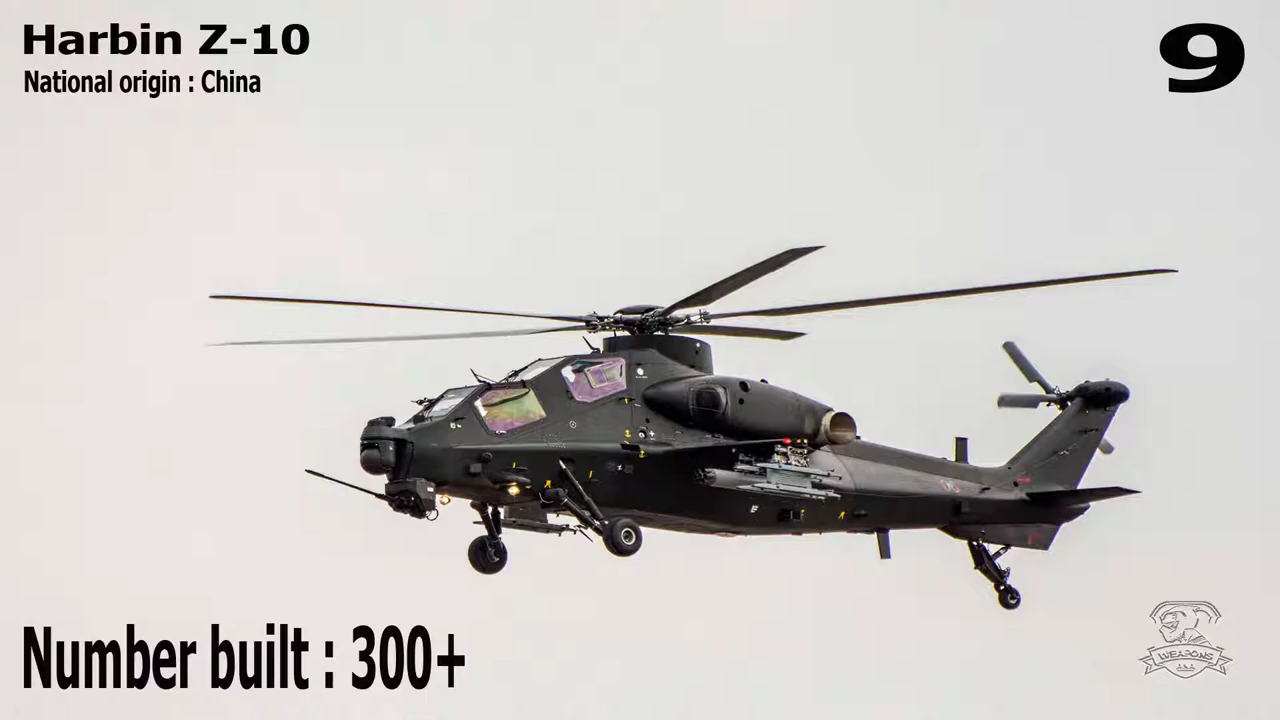 Harbin Z-10
National origin : China
9
Number built : 300+
WEAPONS